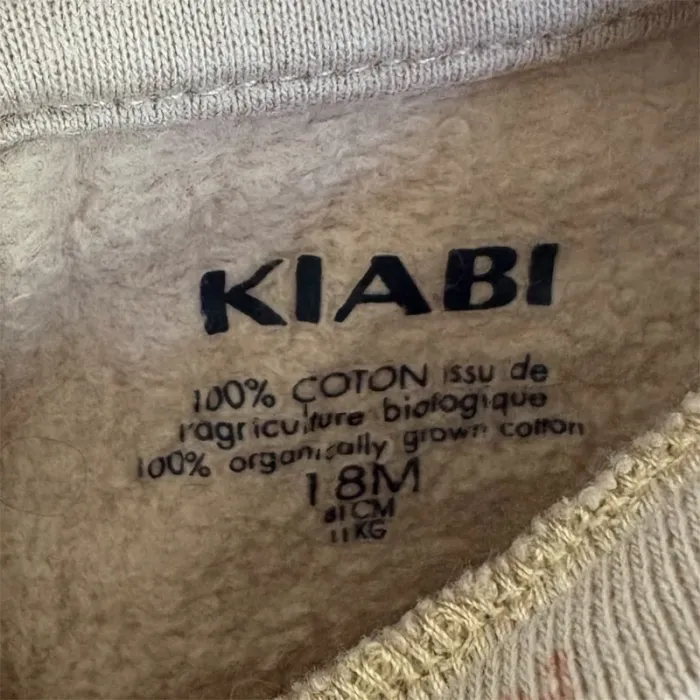 KIABI
100% COTON issu de
l'agriculture biologique
100% organically grown cotton
18M
81CM
11KG